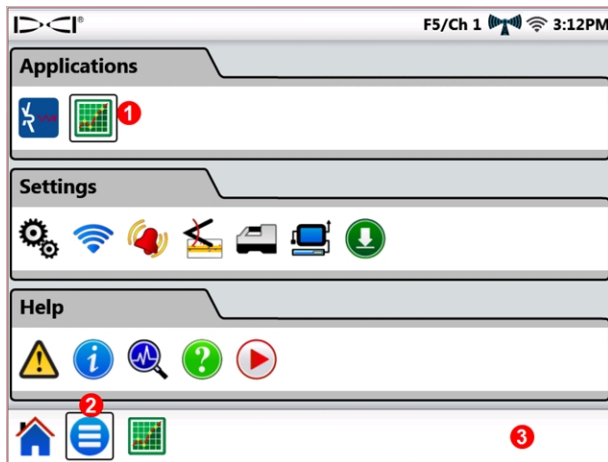 DCI® F5/Ch 1 3:12PM
Applications
1
Settings
Help
2
3